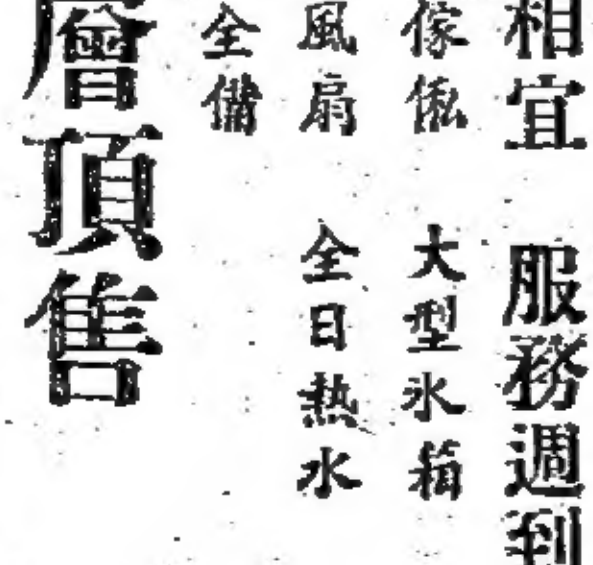 相宜 服務週到
傢俬 大型氷箱
風扇 全日熱水
全備
層頂售